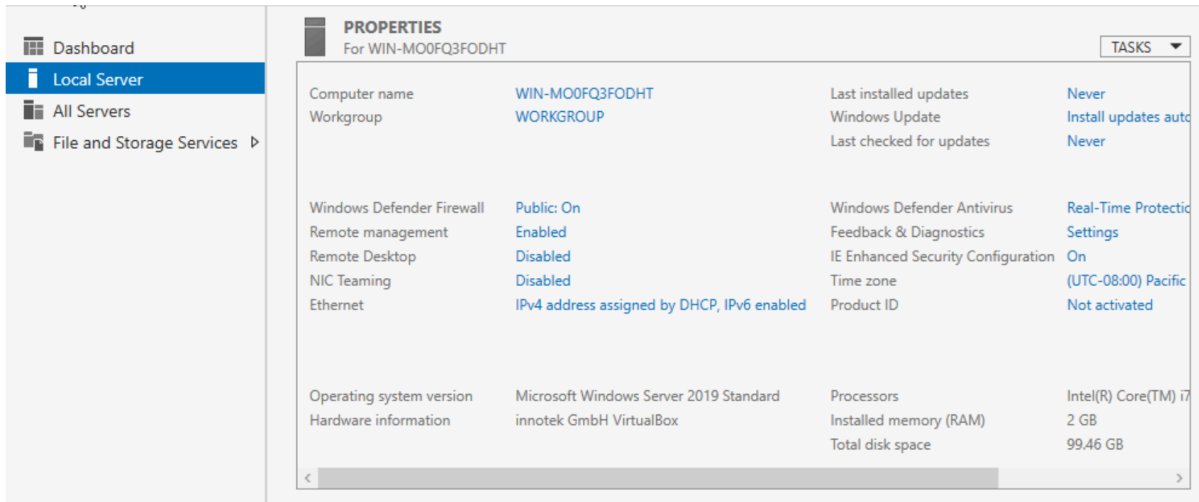 Dashboard
Local Server
All Servers
File and Storage Services
PROPERTIES
For WIN-MO0FQ3FODHT
TASKS
Computer name WIN-MO0FQ3FODHT Last installed updates Never
Workgroup WORKGROUP Windows Update Install updates auto
Last checked for updates Never
Windows Defender Firewall Public: On Windows Defender Antivirus Real-Time Protectio
Remote management Enabled Feedback & Diagnostics Settings
Remote Desktop Disabled IE Enhanced Security Configuration On
NIC Teaming Disabled Time zone (UTC-08:00) Pacific
Ethernet IPv4 address assigned by DHCP, IPv6 enabled Product ID Not activated
Operating system version Microsoft Windows Server 2019 Standard Processors Intel(R) Core(TM) i7
Hardware information innotek GmbH VirtualBox Installed memory (RAM) 2 GB
Total disk space 99.46 GB